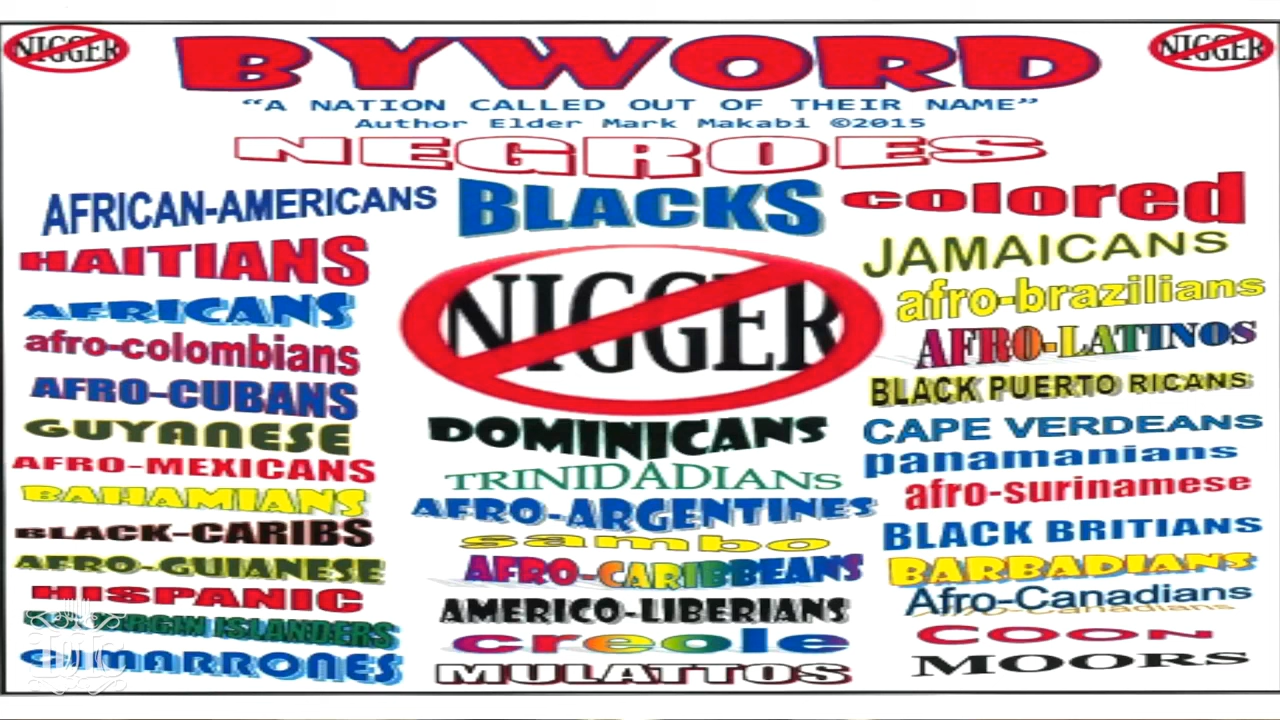 NIGGER
BYWORD
NIGGER
"A NATION CALLED OUT OF THEIR NAME"
Author Elder Mark Makabi ©2015
NEGROES
AFRICAN-AMERICANS
BLACKS
colored
HAITIANS
JAMAICANS
AFRICANS
NIGGER
afro-brazilians
afro-colombians
AFRO-LATINOS
AFRO-CUBANS
BLACK PUERTO RICANS
GUYANESE
DOMINICANS
CAPE VERDEANS
AFRO-MEXICANS
TRINIDADIANS
panamanians
BAHAMIANS
AFRO-ARGENTINES
afro-surinamese
BLACK-CARIBS
sambo
BLACK BRITIANS
AFRO-GUIANESE
AFRO-CARIBBEANS
BARBADIANS
HISPANIC
AMERICO-LIBERIANS
Afro-Canadians
VIRGIN ISLANDERS
creole
COON
CIMARRONES
MULATTOS
MOORS